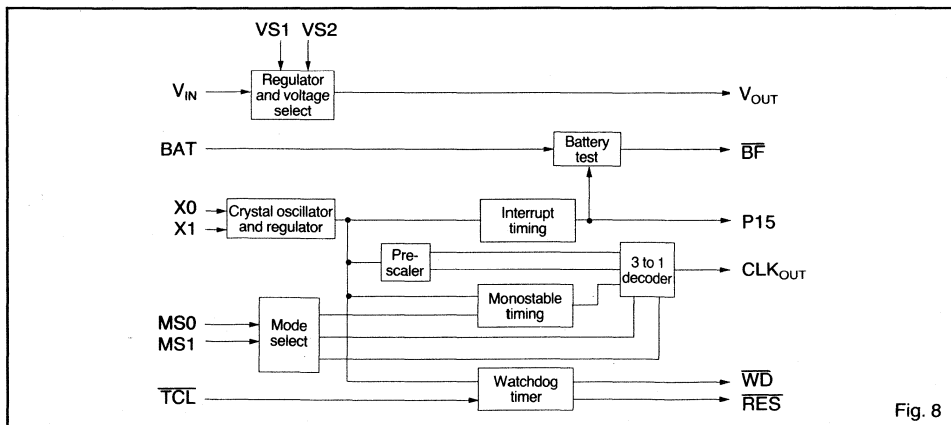 VS1 VS2
V_IN
Regulator
and voltage
select
V_OUT
BAT
Battery
test
B̅F̅
X0
X1
Crystal oscillator
and regulator
Interrupt
timing
P15
Pre-
scaler
3 to 1
decoder
CLK_OUT
Monostable
timing
MS0
MS1
Mode
select
T̅C̅L̅
Watchdog
timer
W̅D̅
R̅E̅S̅
Fig. 8